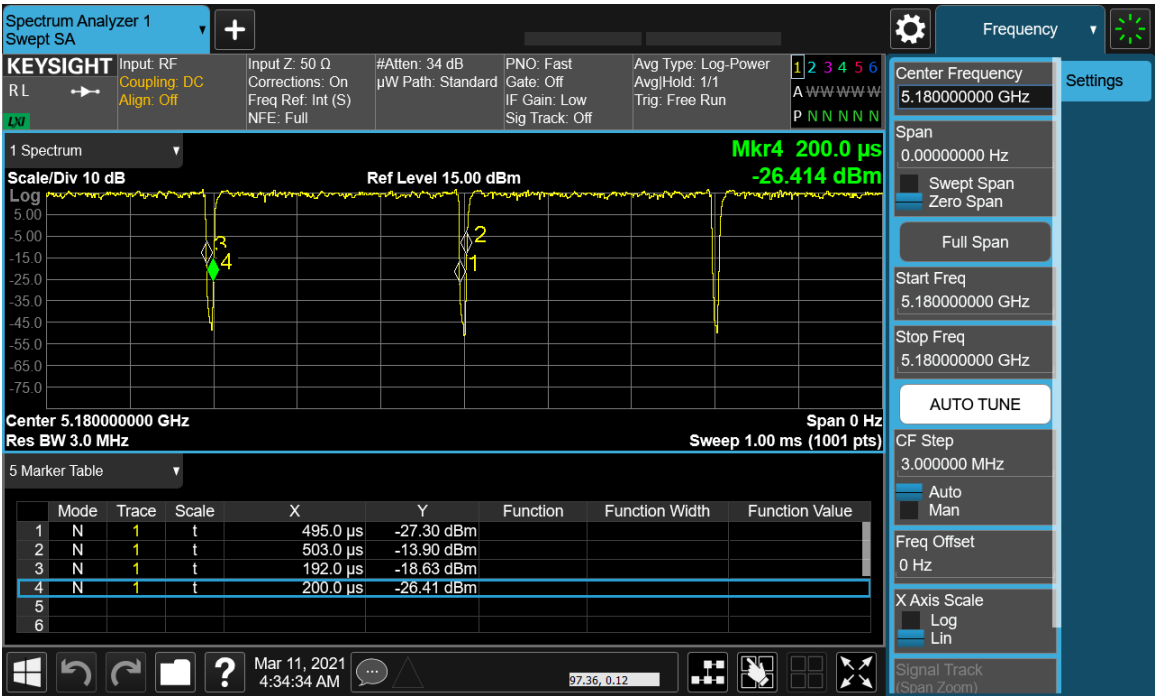 Spectrum Analyzer 1
Swept SA
+
Frequency
KEYSIGHT
RL
LXI
Input: RF
Coupling: DC
Align: Off
Input Z: 50 Ω
Corrections: On
Freq Ref: Int (S)
NFE: Full
#Atten: 34 dB
µW Path: Standard
PNO: Fast
Gate: Off
IF Gain: Low
Sig Track: Off
Avg Type: Log-Power
Avg|Hold: 1/1
Trig: Free Run
1 2 3 4 5 6
A W W W W W
P N N N N N
1 Spectrum
Mkr4 200.0 µs
Scale/Div 10 dB
Ref Level 15.00 dBm
-26.414 dBm
Log
5.00
-5.00
-15.0
-25.0
-35.0
-45.0
-55.0
-65.0
-75.0
3
4
2
1
Center 5.180000000 GHz
Span 0 Hz
Res BW 3.0 MHz
Sweep 1.00 ms (1001 pts)
5 Marker Table
Mode Trace Scale X Y Function Function Width Function Value
1 N 1 t 495.0 µs -27.30 dBm
2 N 1 t 503.0 µs -13.90 dBm
3 N 1 t 192.0 µs -18.63 dBm
4 N 1 t 200.0 µs -26.41 dBm
5
6
Center Frequency
5.180000000 GHz
Settings
Span
0.00000000 Hz
Swept Span
Zero Span
Full Span
Start Freq
5.180000000 GHz
Stop Freq
5.180000000 GHz
AUTO TUNE
CF Step
3.000000 MHz
Auto
Man
Freq Offset
0 Hz
X Axis Scale
Log
Lin
Signal Track
(Span Zoom)
?
Mar 11, 2021
4:34:34 AM
97.36, 0.12